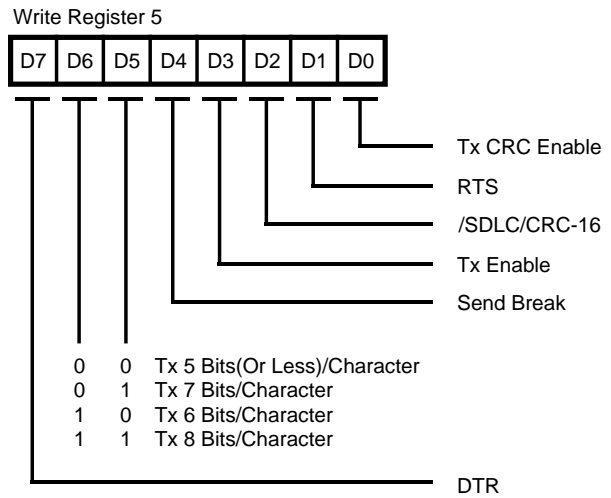 Write Register 5
D7 D6 D5 D4 D3 D2 D1 D0
Tx CRC Enable
RTS
/SDLC/CRC-16
Tx Enable
Send Break
0 0 Tx 5 Bits(Or Less)/Character
0 1 Tx 7 Bits/Character
1 0 Tx 6 Bits/Character
1 1 Tx 8 Bits/Character
DTR